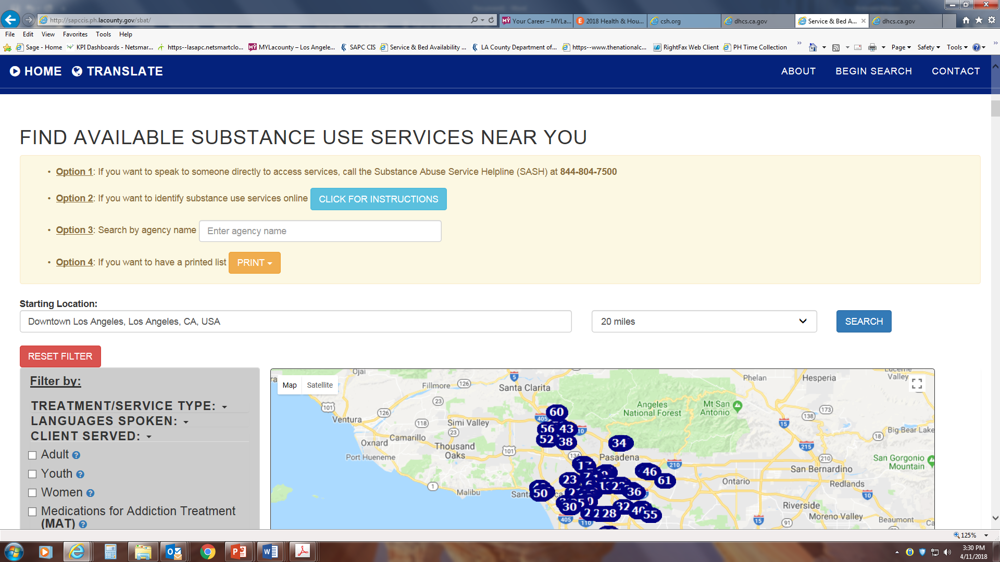 http://sapccis.ph.lacounty.gov/sbat/
MY Your Career – MYLa...
E 2018 Health & Hou...
csh.org
dhcs.ca.gov
Service & Bed A...
dhcs.ca.gov
File Edit View Favorites Tools Help
Sage - Home
KPI Dashboards - Netsmar...
https--lasapc.netsmartclo...
MY MYLacounty – Los Angele...
SAPC CIS
Service & Bed Availability ...
LA County Department of...
https--www.thenationalc...
RightFax Web Client
PH Time Collection
Page Safety Tools
HOME TRANSLATE
ABOUT BEGIN SEARCH CONTACT
FIND AVAILABLE SUBSTANCE USE SERVICES NEAR YOU
• Option 1: If you want to speak to someone directly to access services, call the Substance Abuse Service Helpline (SASH) at 844-804-7500
• Option 2: If you want to identify substance use services online CLICK FOR INSTRUCTIONS
• Option 3: Search by agency name Enter agency name
• Option 4: If you want to have a printed list PRINT
Starting Location:
Downtown Los Angeles, Los Angeles, CA, USA
20 miles
SEARCH
RESET FILTER
Filter by:
TREATMENT/SERVICE TYPE:
LANGUAGES SPOKEN:
CLIENT SERVED:
Adult ?
Youth ?
Women ?
Medications for Addiction Treatment
(MAT) ?
Map Satellite
Ojai
Phelan
Hesperia
Lucerne
Valley
Fillmore
126
5
Santa Clarita
23
101
126
Ventura
118
Simi Valley
23
Angeles
National Forest
Mt San
Antonio
173
138
15
18
Big Bear Lake
Camarillo
Oxnard
Port Hueneme
Thousand
Oaks
101
405
60
56
43
10
52
38
34
134
Pasadena
210
215
210
San Gorgonio
Mountain
San Bernardino
1
Malibu
23
46
61
36
50
30
32
28
55
405
110
Ontario
Redlands
10
Riverside
15
91
Moreno Valley
Beaumont
125%
3:30 PM
4/11/2018